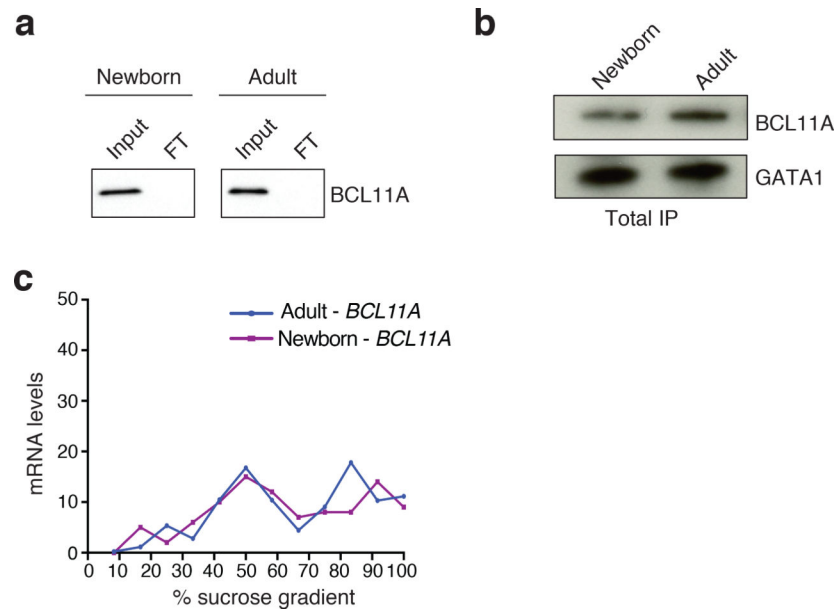 a
Newborn Adult
Input FT Input FT
BCL11A
b
Newborn Adult
BCL11A
GATA1
Total IP
c
50
40
30
20
10
0
mRNA levels
Adult - BCL11A
Newborn - BCL11A
0 10 20 30 40 50 60 70 80 90 100
% sucrose gradient